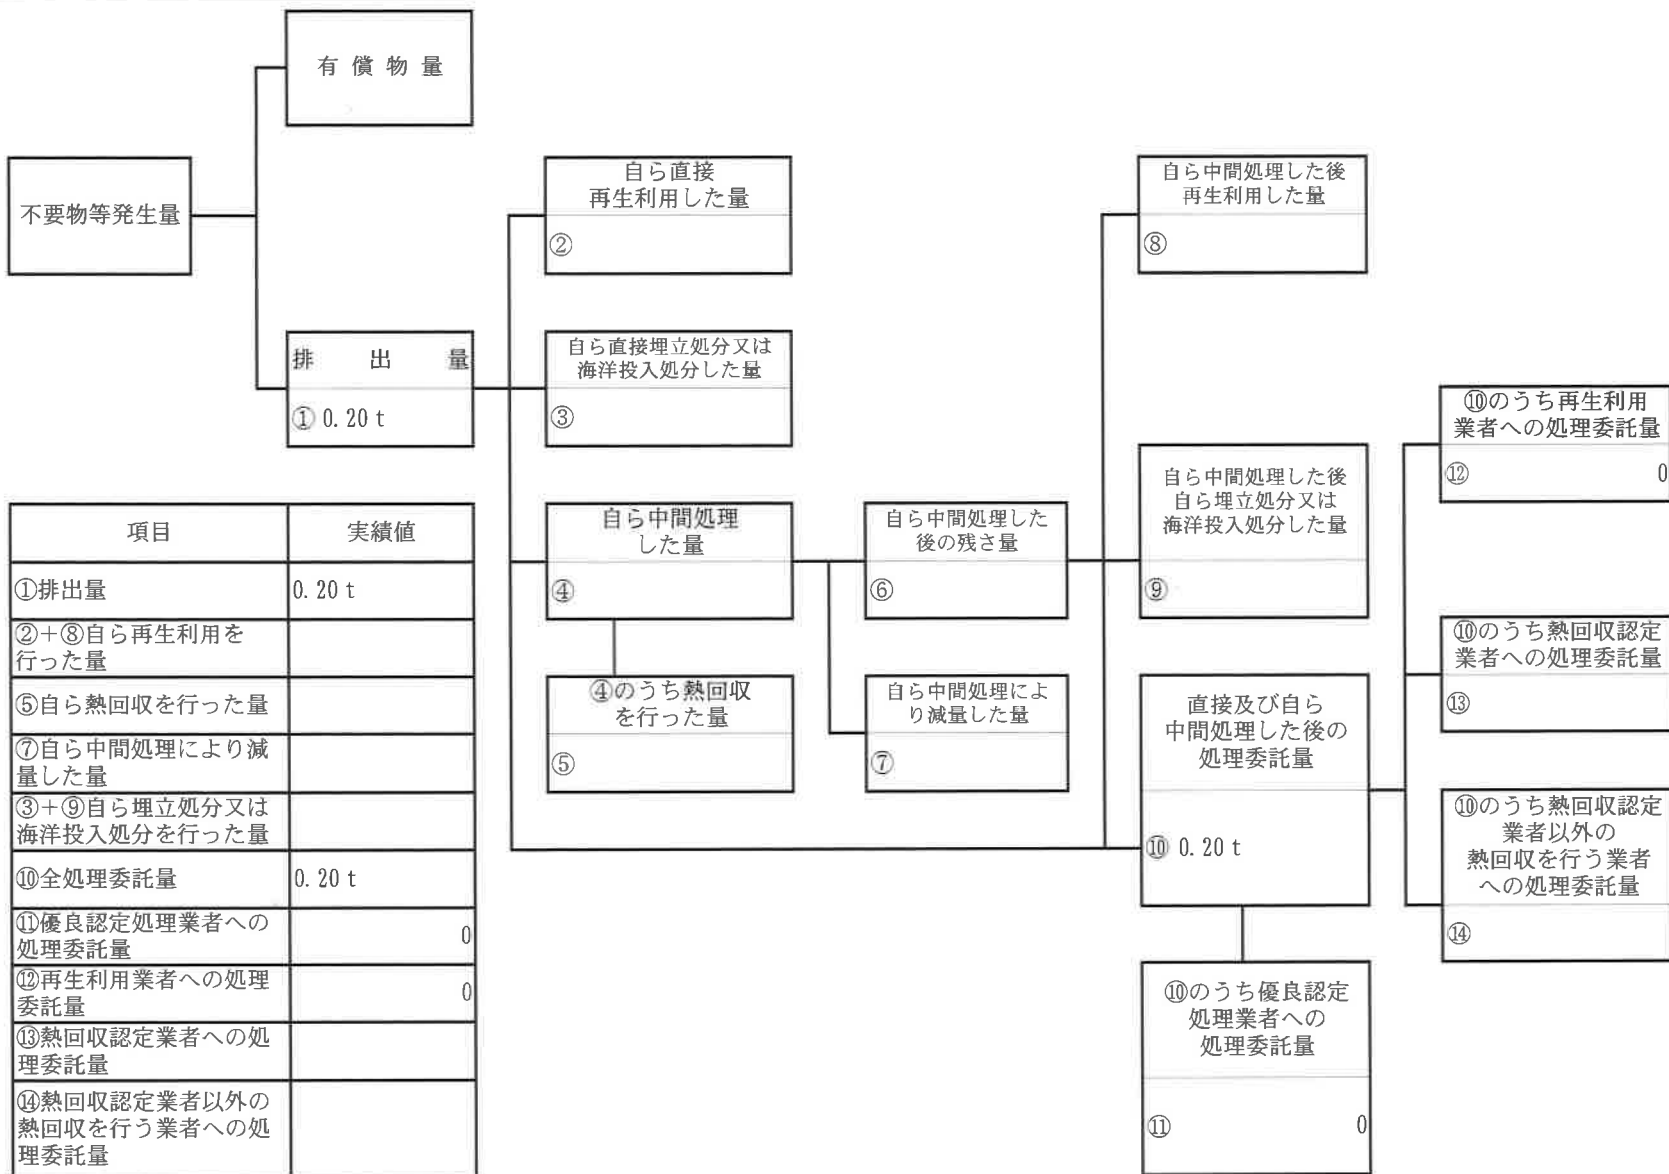 有 償 物 量
不要物等発生量
排 出 量
① 0.20 t
自ら直接
再生利用した量
②
自ら直接埋立処分又は
海洋投入処分した量
③
自ら中間処理
した量
④
④のうち熱回収
を行った量
⑤
自ら中間処理した
後の残さ量
⑥
自ら中間処理によ
り減量した量
⑦
自ら中間処理した後
再生利用した量
⑧
自ら中間処理した後
自ら埋立処分又は
海洋投入処分した量
⑨
直接及び自ら
中間処理した後の
処理委託量
⑩ 0.20 t
⑩のうち優良認定
処理業者への
処理委託量
⑪ 0
⑩のうち再生利用
業者への処理委託量
⑫ 0
⑩のうち熱回収認定
業者への処理委託量
⑬
⑩のうち熱回収認定
業者以外の
熱回収を行う業者
への処理委託量
⑭
項目 実績値
①排出量 0.20 t
②+⑧自ら再生利用を
行った量
⑤自ら熱回収を行った量
⑦自ら中間処理により減
量した量
③+⑨自ら埋立処分又は
海洋投入処分を行った量
⑩全処理委託量 0.20 t
⑪優良認定処理業者への
処理委託量 0
⑫再生利用業者への処理
委託量 0
⑬熱回収認定業者への処
理委託量
⑭熱回収認定業者以外の
熱回収を行う業者への処
理委託量